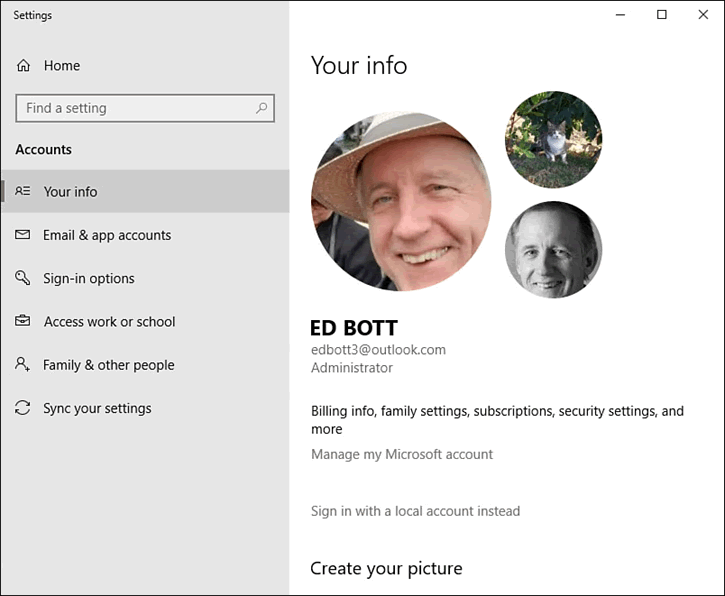 Settings
Home
Find a setting
Accounts
Your info
Email & app accounts
Sign-in options
Access work or school
Family & other people
Sync your settings
Your info
ED BOTT
edbott3@outlook.com
Administrator
Billing info, family settings, subscriptions, security settings, and
more
Manage my Microsoft account
Sign in with a local account instead
Create your picture